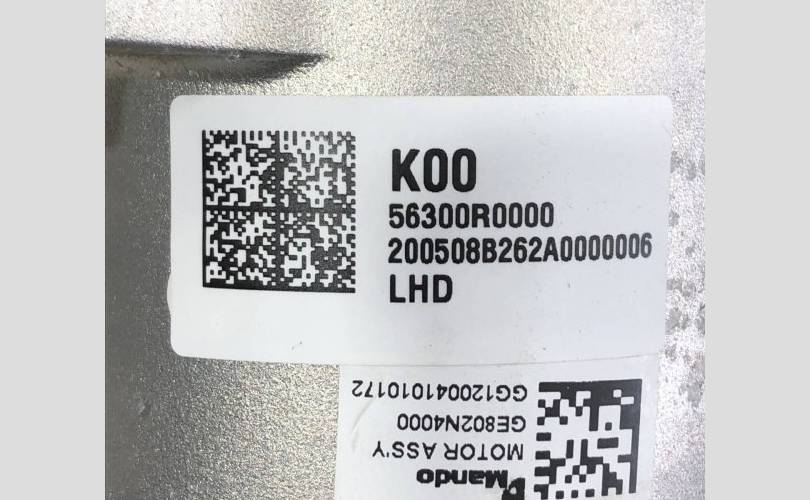 K00
56300R0000
200508B262A0000006
LHD
Mando
MOTOR ASS'Y
GE802N4000
GG120041010172